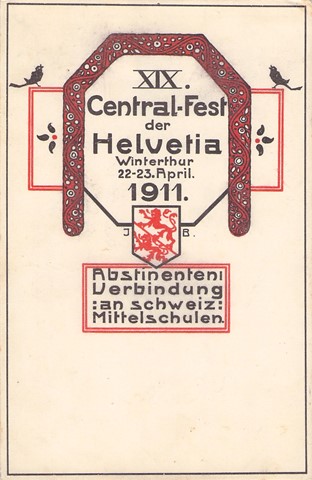 XIX.
Central-Fest
der
Helvetia
Winterthur
22-23. April.
1911.
J B.
Abstinenten:
Verbindung
:an schweiz:
Mittelschulen.